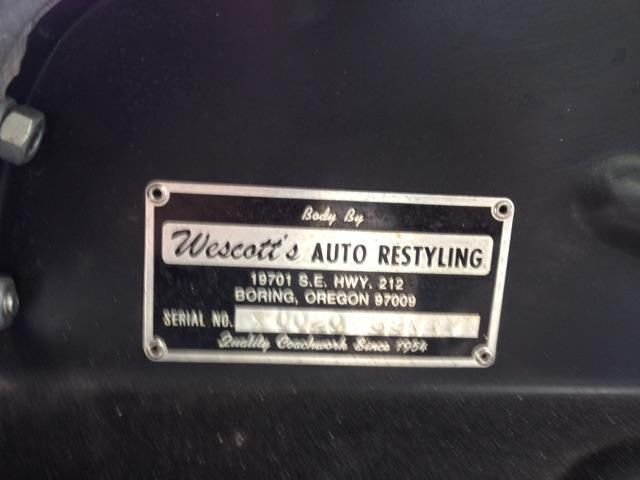 Body By
Wescott's AUTO RESTYLING
19701 S.E. HWY. 212
BORING, OREGON 97009
SERIAL NO.
Quality Coachwork Since 1954